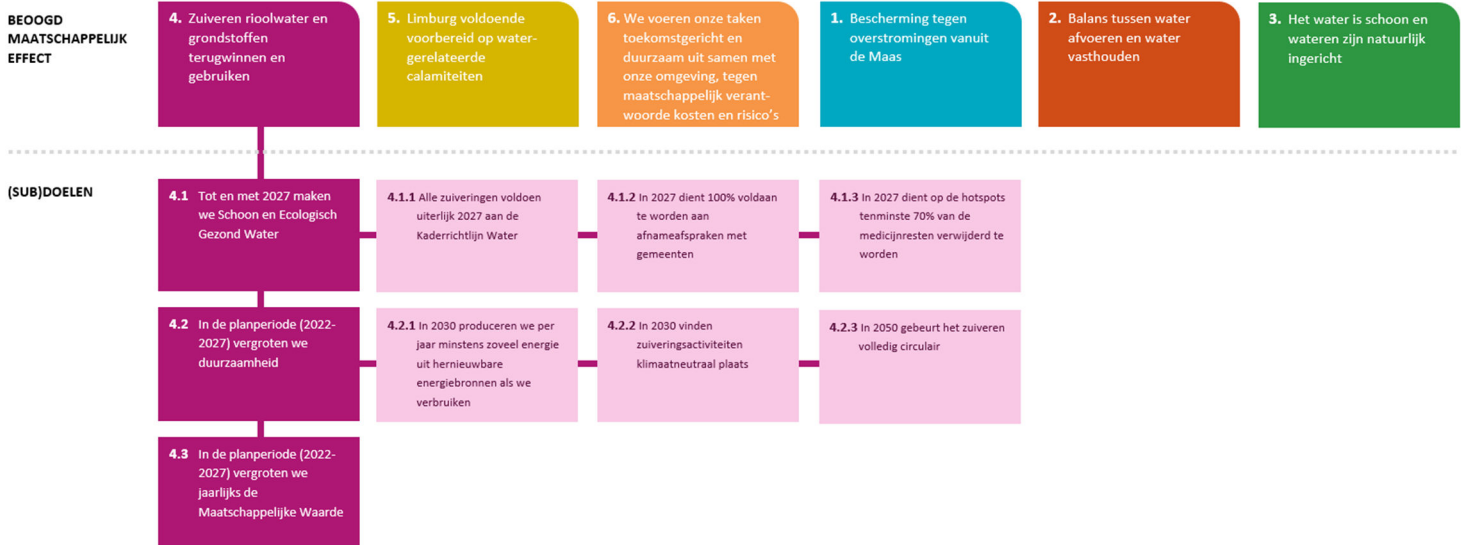 BEOOGD
MAATSCHAPPELIJK
EFFECT
4. Zuiveren rioolwater en
grondstoffen
terugwinnen en
gebruiken
5. Limburg voldoende
voorbereid op water-
gerelateerde
calamiteiten
6. We voeren onze taken
toekomstgericht en
duurzaam uit samen met
onze omgeving, tegen
maatschappelijk verant-
woorde kosten en risico's
1. Bescherming tegen
overstromingen vanuit
de Maas
2. Balans tussen water
afvoeren en water
vasthouden
3. Het water is schoon en
wateren zijn natuurlijk
ingericht
(SUB)DOELEN
4.1 Tot en met 2027 maken
we Schoon en Ecologisch
Gezond Water
4.1.1 Alle zuiveringen voldoen
uiterlijk 2027 aan de
Kaderrichtlijn Water
4.1.2 In 2027 dient 100% voldaan
te worden aan
afnameafspraken met
gemeenten
4.1.3 In 2027 dient op de hotspots
tenminste 70% van de
medicijnresten verwijderd te
worden
4.2 In de planperiode (2022-
2027) vergroten we
duurzaamheid
4.2.1 In 2030 produceren we per
jaar minstens zoveel energie
uit hernieuwbare
energiebronnen als we
verbruiken
4.2.2 In 2030 vinden
zuiveringsactiviteiten
klimaatneutraal plaats
4.2.3 In 2050 gebeurt het zuiveren
volledig circulair
4.3 In de planperiode (2022-
2027) vergroten we
jaarlijks de
Maatschappelijke Waarde